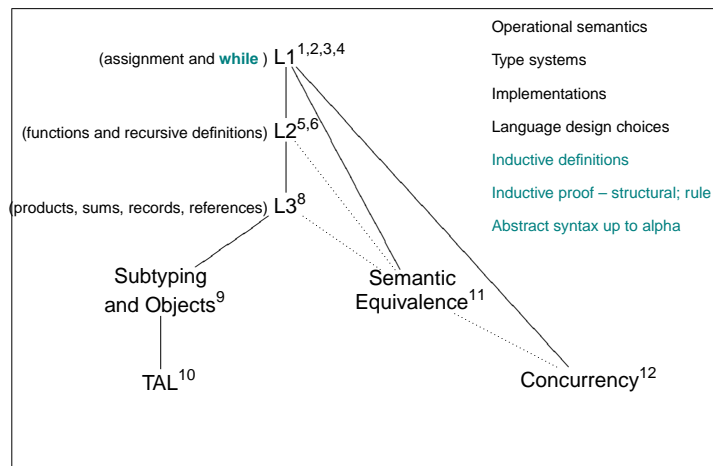 (assignment and while ) L1 1,2,3,4
(functions and recursive definitions) L2 5,6
(products, sums, records, references) L3 8
Subtyping
and Objects 9
Semantic
Equivalence 11
TAL 10
Concurrency 12
Operational semantics
Type systems
Implementations
Language design choices
Inductive definitions
Inductive proof – structural; rule
Abstract syntax up to alpha